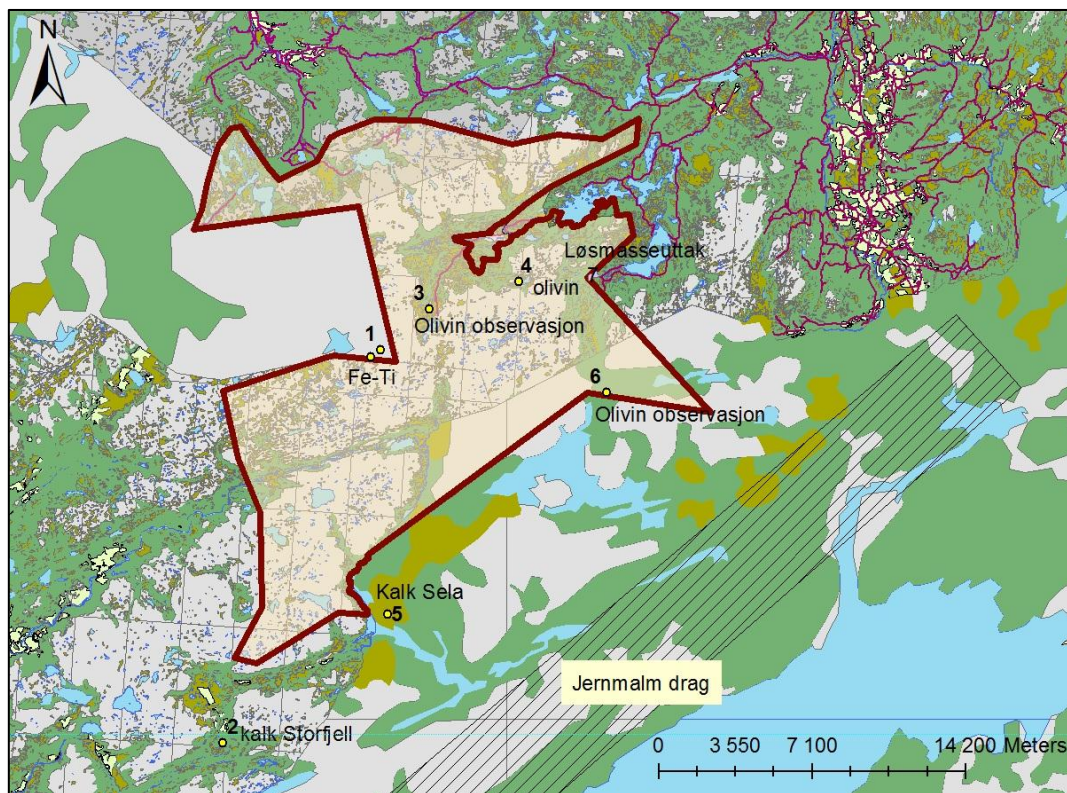 N
Løsmasseuttak
4
olivin
3
Olivin observasjon
1
Fe-Ti
6
Olivin observasjon
Kalk Sela
5
Jernmalm drag
2
kalk Storfjell
0 3 550 7 100 14 200 Meters